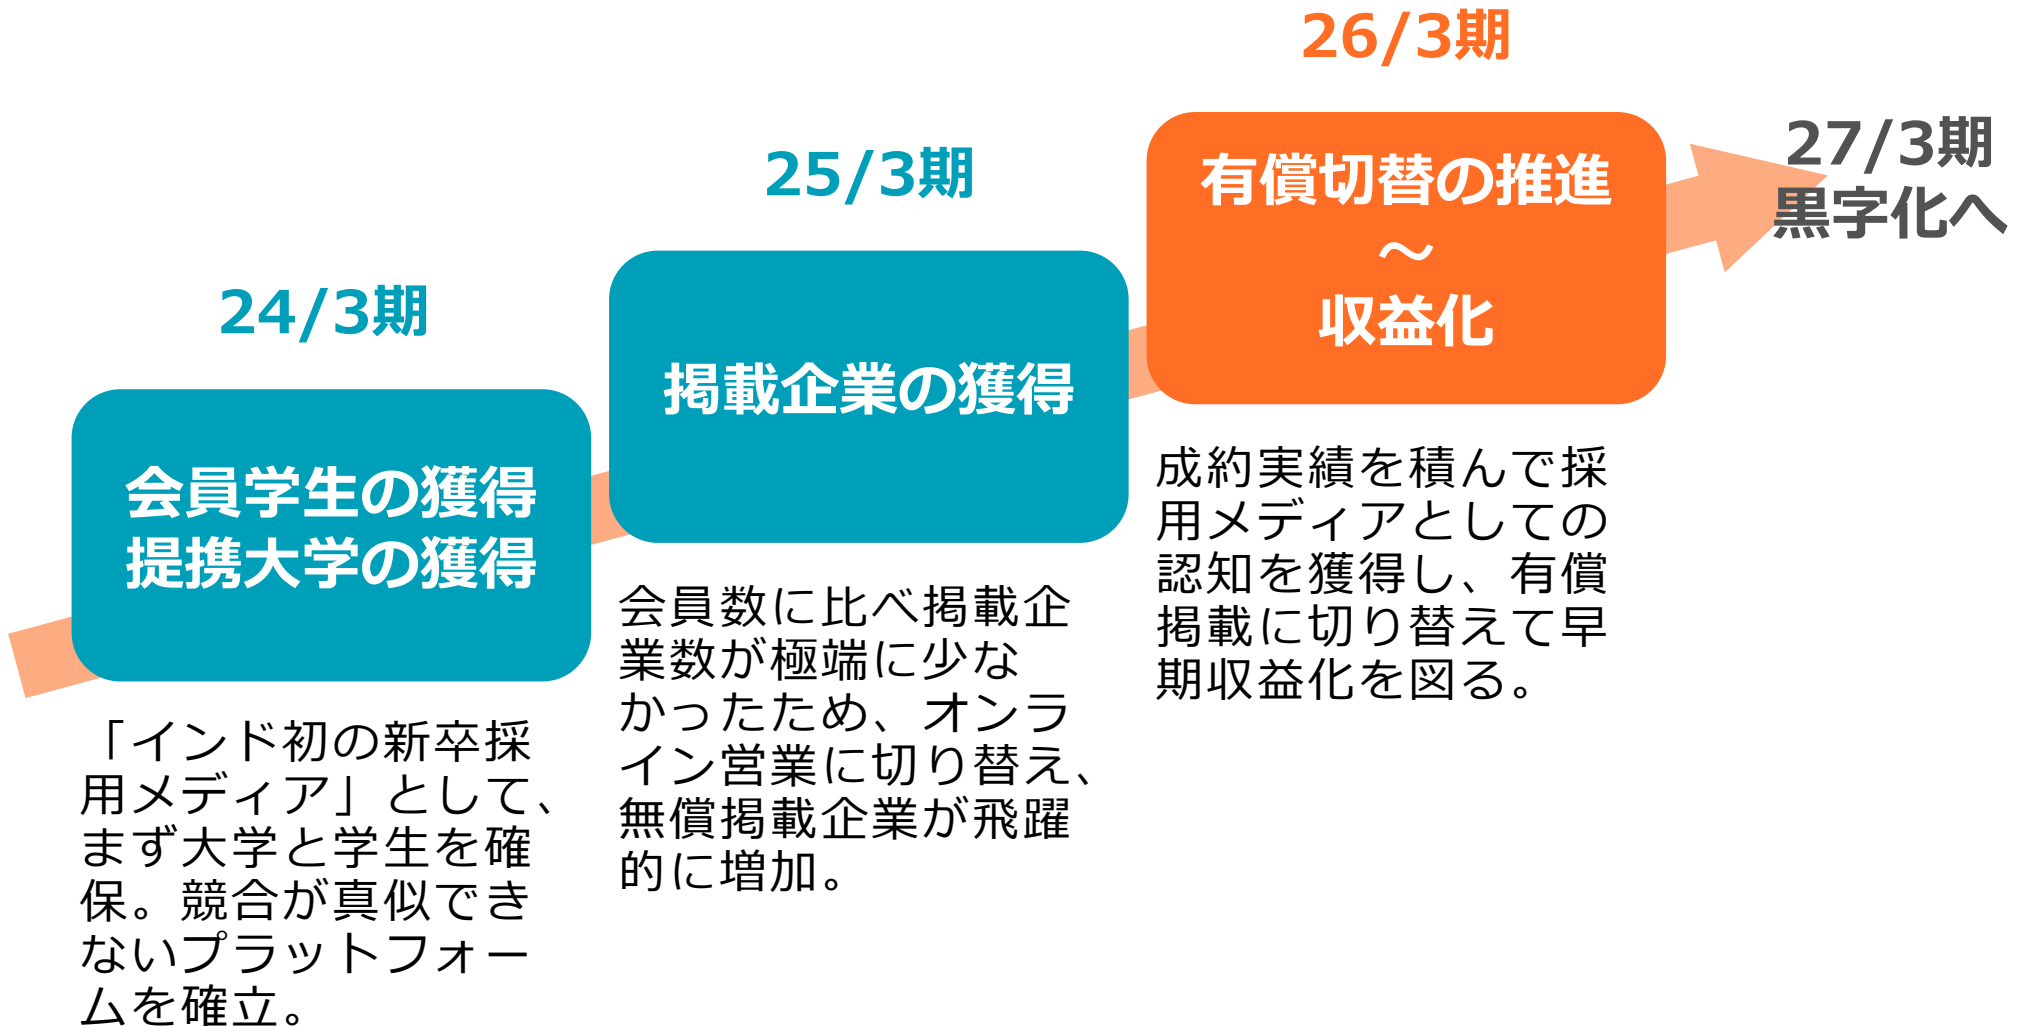 24/3期
会員学生の獲得
提携大学の獲得
「インド初の新卒採
用メディア」として、
まず大学と学生を確
保。競合が真似でき
ないプラットフォー
ムを確立。
25/3期
掲載企業の獲得
会員数に比べ掲載企
業数が極端に少な
かったため、オンラ
イン営業に切り替え、
無償掲載企業が飛躍
的に増加。
26/3期
有償切替の推進
～
収益化
成約実績を積んで採
用メディアとしての
認知を獲得し、有償
掲載に切り替えて早
期収益化を図る。
27/3期
黒字化へ